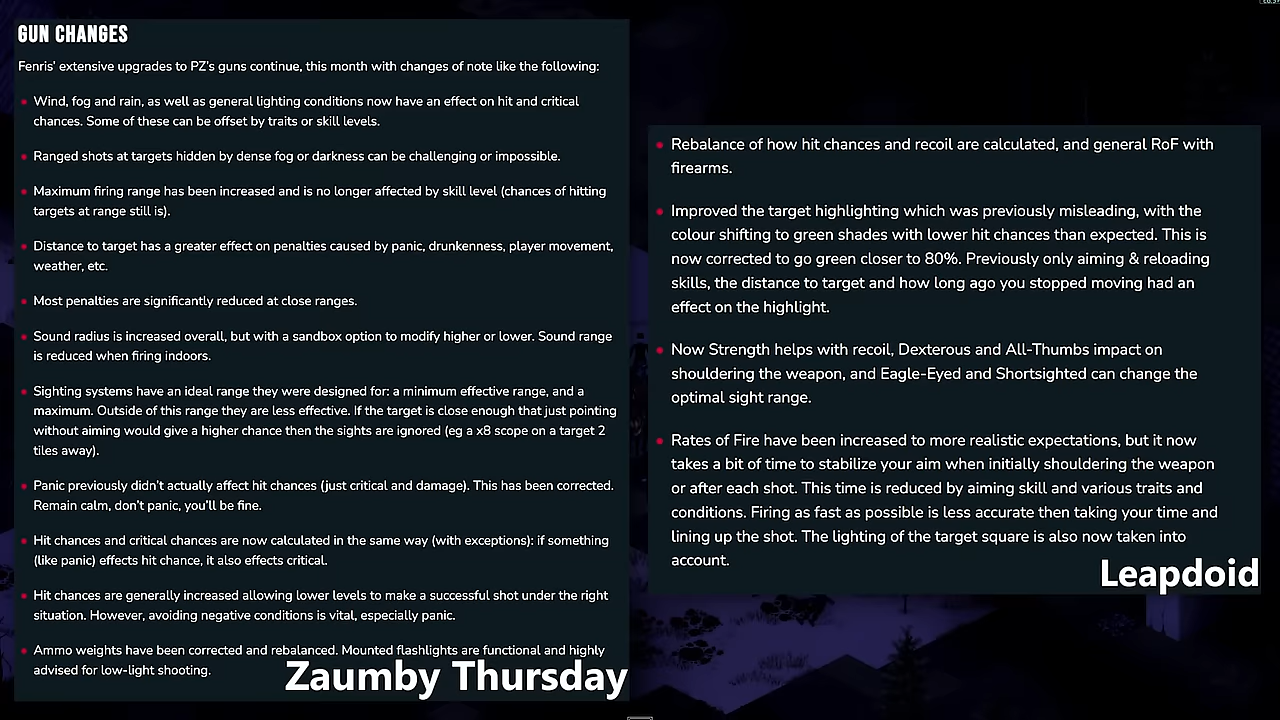 GUN CHANGES
Fenris' extensive upgrades to PZ's guns continue, this month with changes of note like the following:
Wind, fog and rain, as well as general lighting conditions now have an effect on hit and critical
chances. Some of these can be offset by traits or skill levels.
Ranged shots at targets hidden by dense fog or darkness can be challenging or impossible.
Maximum firing range has been increased and is no longer affected by skill level (chances of hitting
targets at range still is).
Distance to target has a greater effect on penalties caused by panic, drunkenness, player movement,
weather, etc.
Most penalties are significantly reduced at close ranges.
Sound radius is increased overall, but with a sandbox option to modify higher or lower. Sound range
is reduced when firing indoors.
Sighting systems have an ideal range they were designed for: a minimum effective range, and a
maximum. Outside of this range they are less effective. If the target is close enough that just pointing
without aiming would give a higher chance then the sights are ignored (eg a x8 scope on a target 2
tiles away).
Panic previously didn't actually affect hit chances (just critical and damage). This has been corrected.
Remain calm, don't panic, you'll be fine.
Hit chances and critical chances are now calculated in the same way (with exceptions): if something
(like panic) effects hit chance, it also effects critical.
Hit chances are generally increased allowing lower levels to make a successful shot under the right
situation. However, avoiding negative conditions is vital, especially panic.
Ammo weights have been corrected and rebalanced. Mounted flashlights are functional and highly
advised for low-light shooting.
Zaumby Thursday
Rebalance of how hit chances and recoil are calculated, and general RoF with
firearms.
Improved the target highlighting which was previously misleading, with the
colour shifting to green shades with lower hit chances than expected. This is
now corrected to go green closer to 80%. Previously only aiming & reloading
skills, the distance to target and how long ago you stopped moving had an
effect on the highlight.
Now Strength helps with recoil, Dexterous and All-Thumbs impact on
shouldering the weapon, and Eagle-Eyed and Shortsighted can change the
optimal sight range.
Rates of Fire have been increased to more realistic expectations, but it now
takes a bit of time to stabilize your aim when initially shouldering the weapon
or after each shot. This time is reduced by aiming skill and various traits and
conditions. Firing as fast as possible is less accurate then taking your time and
lining up the shot. The lighting of the target square is also now taken into
account.
Leapdoid